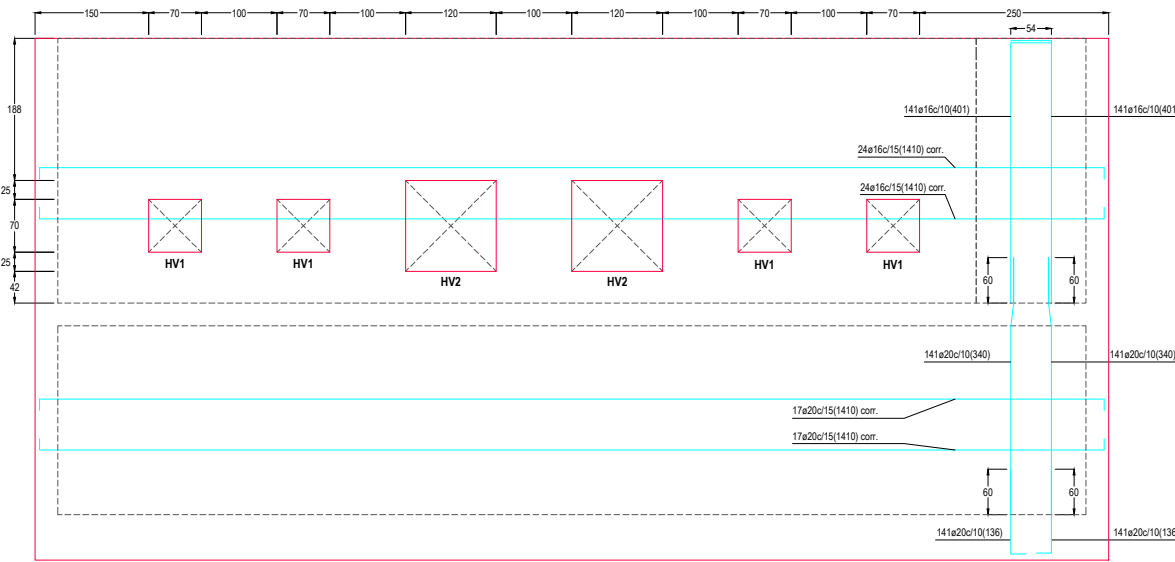 150 70 100 70 100 120 100 120 100 70 100 70 250
54
188
141ø16c/10(401) 141ø16c/10(401
24ø16c/15(1410) corr.
25
24ø16c/15(1410) corr.
70
25
HV1 HV1 HV2 HV2 HV1 HV1
42
60 60
141ø20c/10(340) 141ø20c/10(340)
17ø20c/15(1410) corr.
17ø20c/15(1410) corr.
60 60
141ø20c/10(136) 141ø20c/10(136